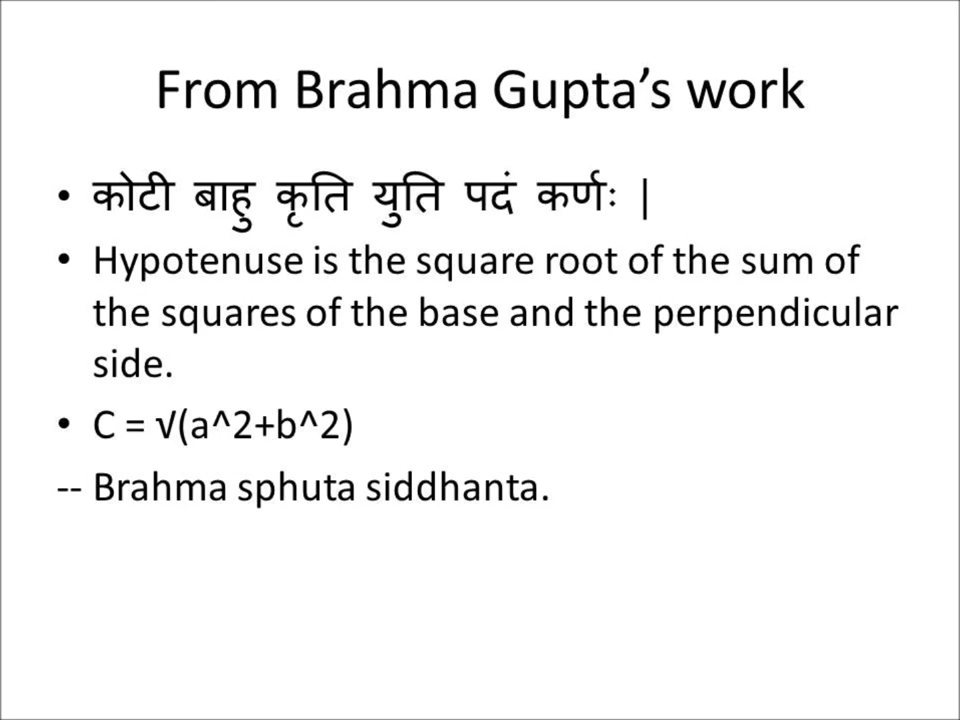 From Brahma Gupta’s work
• कोटी बाहु कृति युति पदं कर्णः |
• Hypotenuse is the square root of the sum of
the squares of the base and the perpendicular
side.
• C = √(a^2+b^2)
-- Brahma sphuta siddhanta.